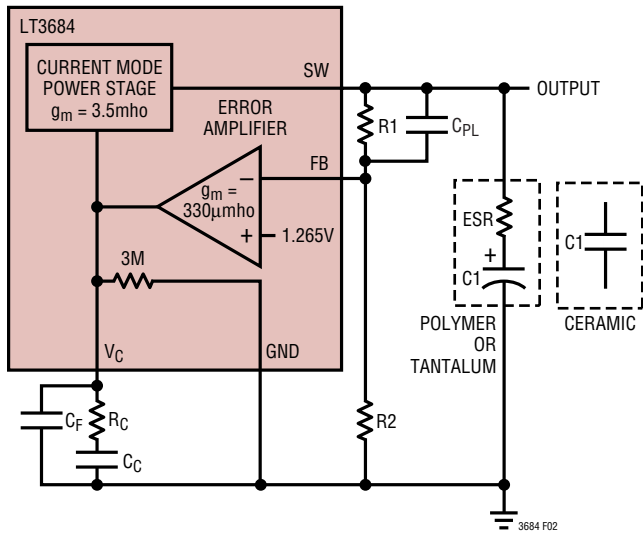 LT3684
CURRENT MODE
POWER STAGE
gm = 3.5mho
SW
OUTPUT
ERROR
AMPLIFIER
R1
CPL
FB
gm =
330µmho
−
+
1.265V
3M
ESR
+
C1
C1
POLYMER
OR
TANTALUM
CERAMIC
VC
GND
CF
RC
CC
R2
3684 F02